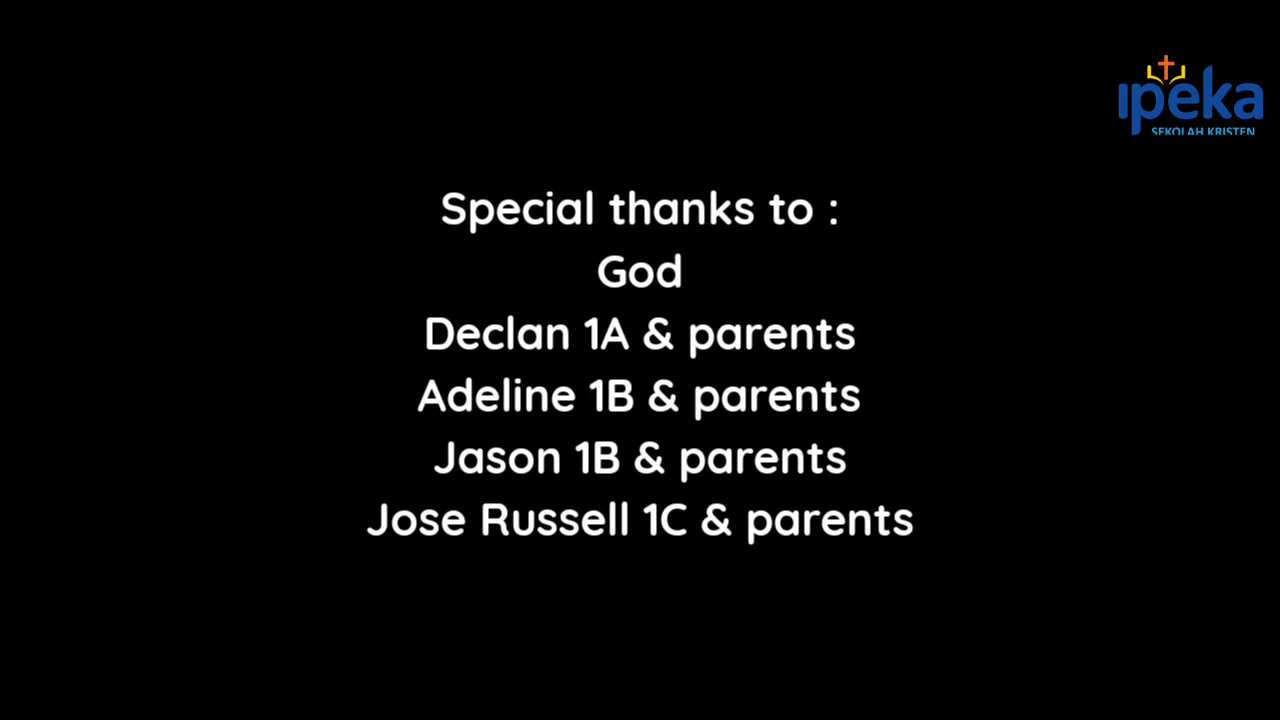 ipeka
SEKOLAH KRISTEN
Special thanks to :
God
Declan 1A & parents
Adeline 1B & parents
Jason 1B & parents
Jose Russell 1C & parents